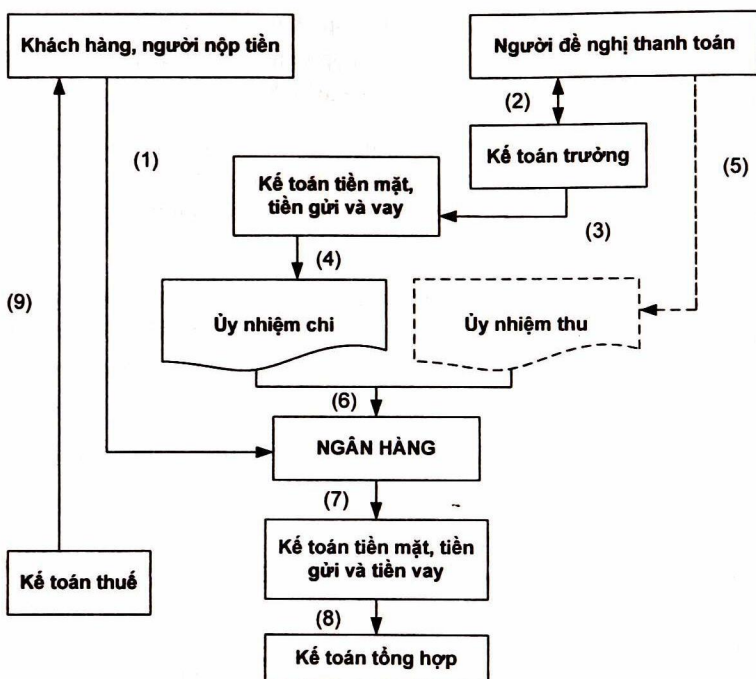 Khách hàng, người nộp tiền
Người đề nghị thanh toán
(2)
(1)
Kế toán trưởng
(5)
Kế toán tiền mặt,
tiền gửi và vay
(3)
(4)
(9)
Ủy nhiệm chi
Ủy nhiệm thu
(6)
NGÂN HÀNG
(7)
Kế toán tiền mặt, tiền
gửi và tiền vay
Kế toán thuế
(8)
Kế toán tổng hợp